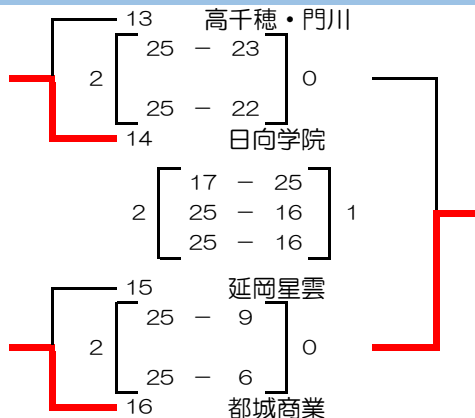 13 高千穂・門川
25 － 23
2 0
25 － 22
14 日向学院
17 － 25
2 25 － 16 1
25 － 16
15 延岡星雲
25 － 9
2 0
25 － 6
16 都城商業